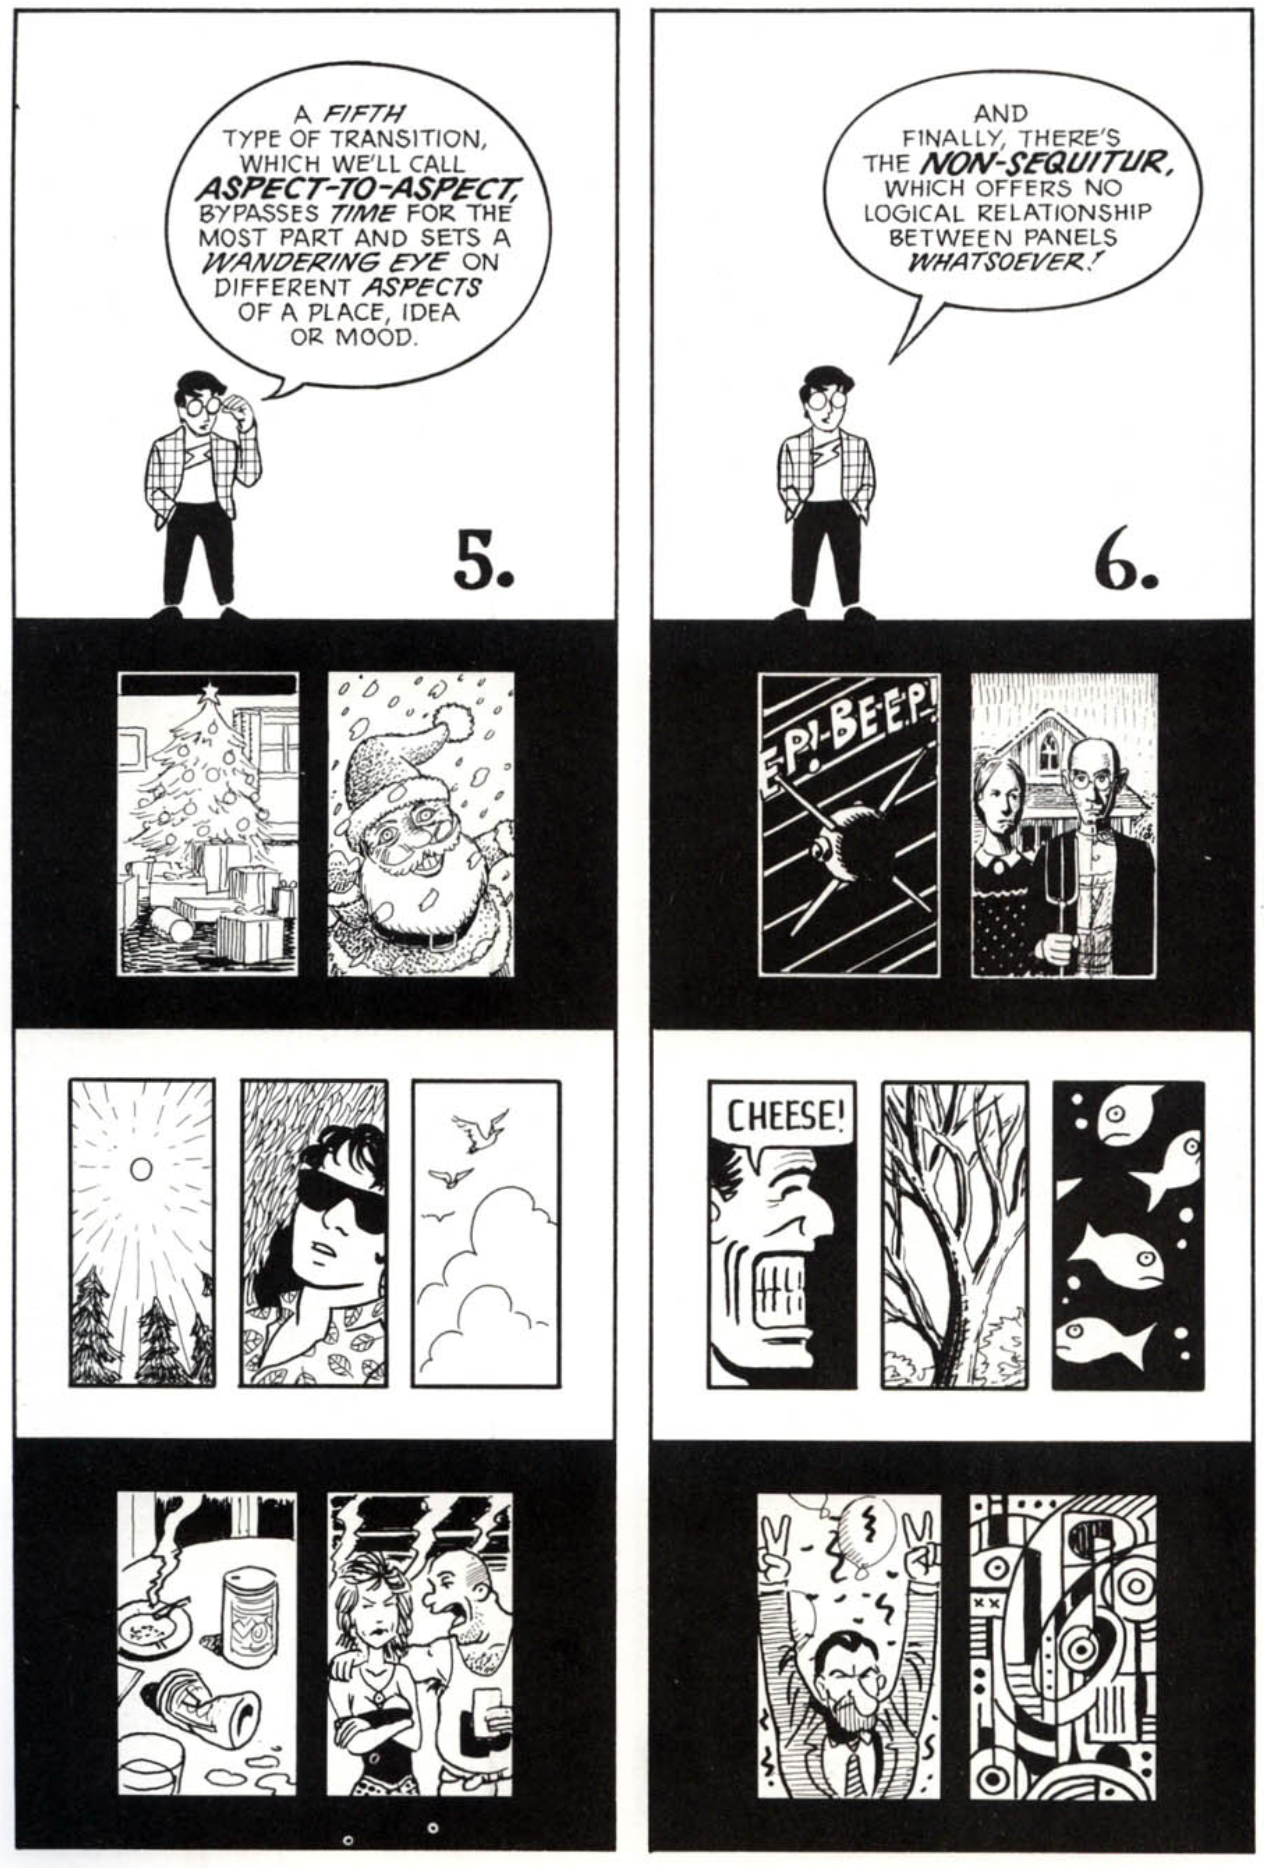 A FIFTH
TYPE OF TRANSITION,
WHICH WE'LL CALL
ASPECT-TO-ASPECT,
BYPASSES TIME FOR THE
MOST PART AND SETS A
WANDERING EYE ON
DIFFERENT ASPECTS
OF A PLACE, IDEA
OR MOOD.
5.
AND
FINALLY, THERE'S
THE NON-SEQUITUR,
WHICH OFFERS NO
LOGICAL RELATIONSHIP
BETWEEN PANELS
WHATSOEVER!
6.
EP!-BEEP!
CHEESE!